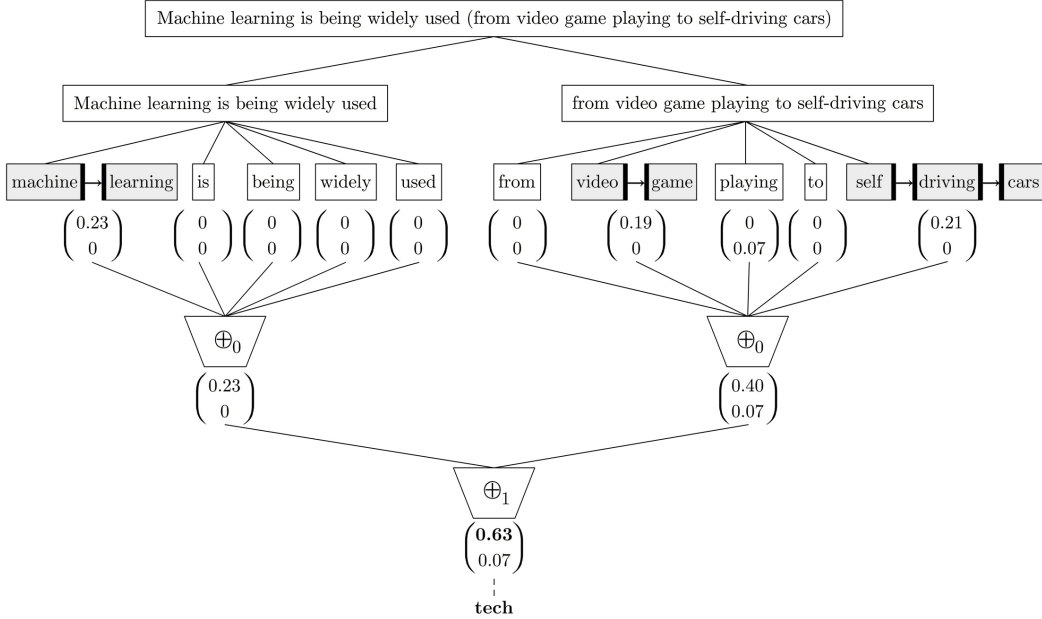 Machine learning is being widely used (from video game playing to self-driving cars)
Machine learning is being widely used
from video game playing to self-driving cars
machine learning is being widely used from video game playing to self driving cars
0.23 0 0 0 0 0 0.19 0 0 0.21
0 0 0 0 0 0 0 0.07 0 0
⊕0 ⊕0
0.23 0.40
0 0.07
⊕1
0.63
0.07
tech